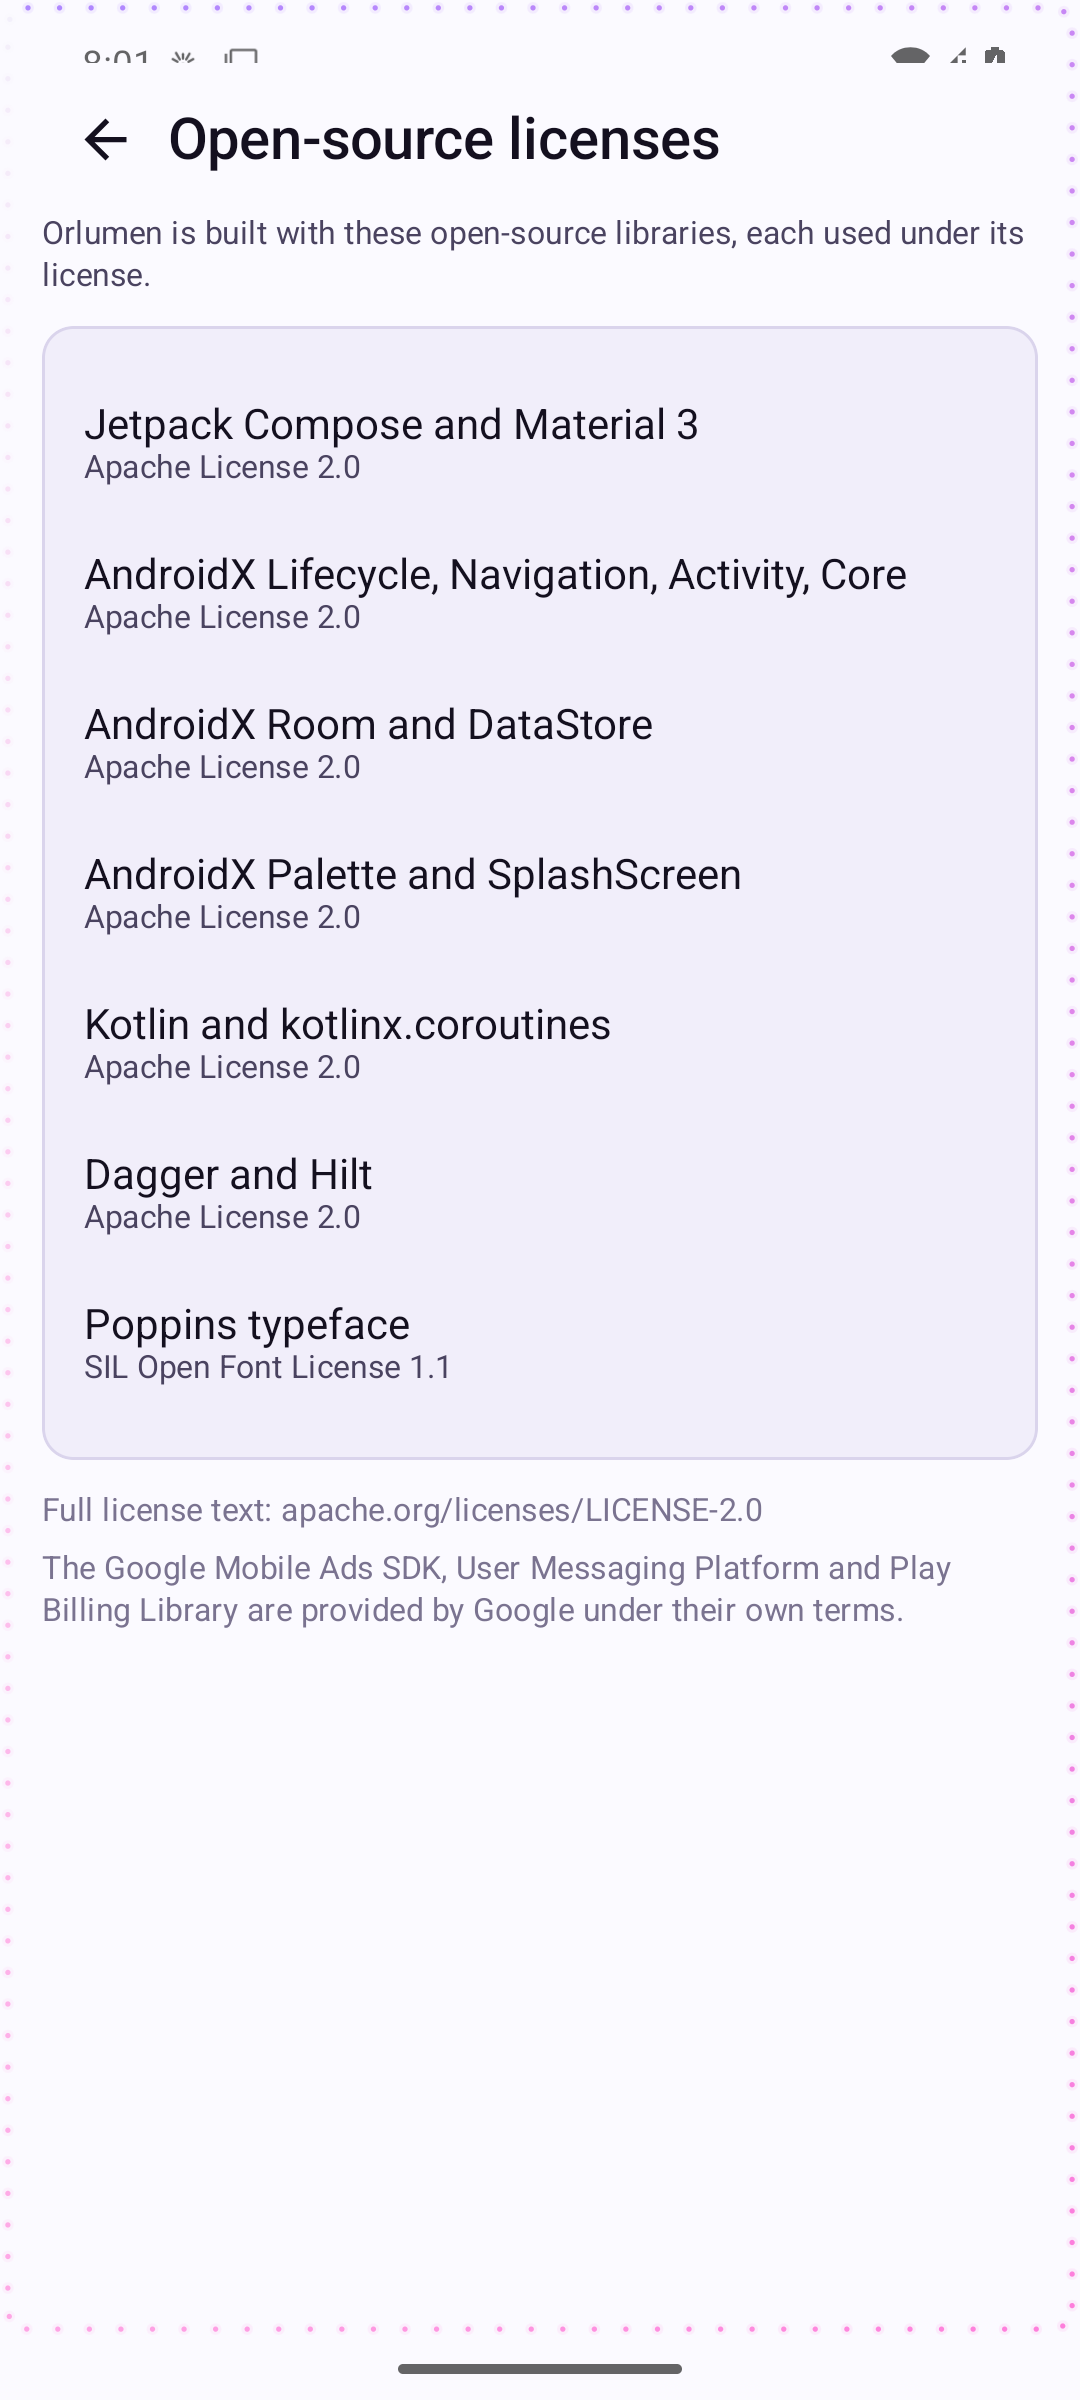 8:01
Open-source licenses
Orlumen is built with these open-source libraries, each used under its
license.
Jetpack Compose and Material 3
Apache License 2.0
AndroidX Lifecycle, Navigation, Activity, Core
Apache License 2.0
AndroidX Room and DataStore
Apache License 2.0
AndroidX Palette and SplashScreen
Apache License 2.0
Kotlin and kotlinx.coroutines
Apache License 2.0
Dagger and Hilt
Apache License 2.0
Poppins typeface
SIL Open Font License 1.1
Full license text: apache.org/licenses/LICENSE-2.0
The Google Mobile Ads SDK, User Messaging Platform and Play
Billing Library are provided by Google under their own terms.